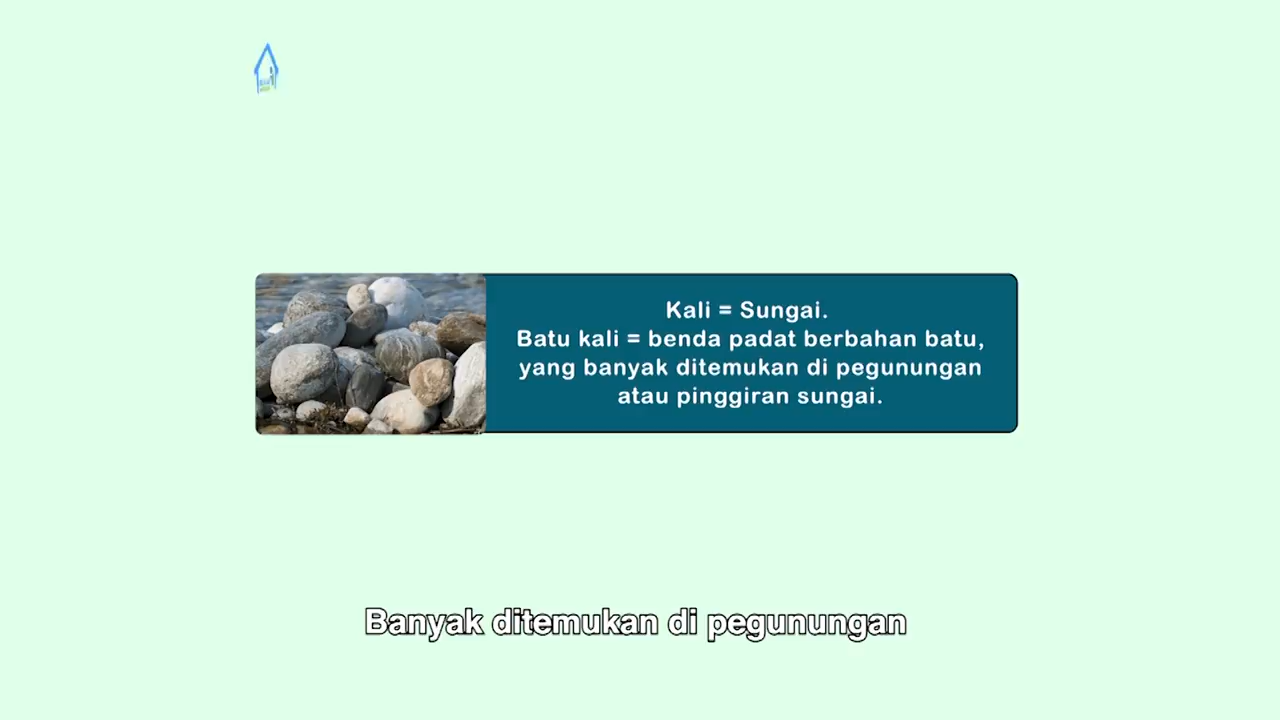 Kali = Sungai.
Batu kali = benda padat berbahan batu,
yang banyak ditemukan di pegunungan
atau pinggiran sungai.
Banyak ditemukan di pegunungan